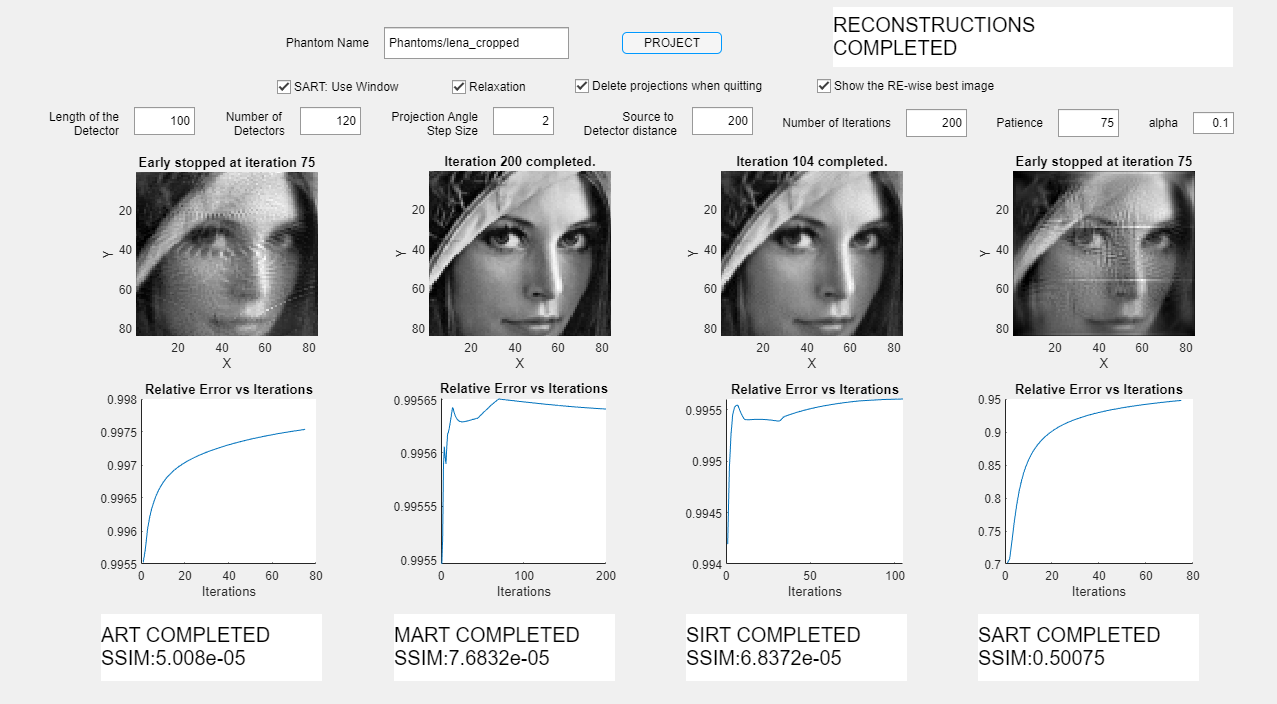 RECONSTRUCTIONS
COMPLETED
Phantom Name
Phantoms/lena_cropped
PROJECT
SART: Use Window
Relaxation
Delete projections when quitting
Show the RE-wise best image
Length of the
Detector
100
Number of
Detectors
120
Projection Angle
Step Size
2
Source to
Detector distance
200
Number of Iterations
200
Patience
75
alpha
0.1
Early stopped at iteration 75
20
40
60
80
Y
20 40 60 80
X
Iteration 200 completed.
20
40
60
80
Y
20 40 60 80
X
Iteration 104 completed.
20
40
60
80
Y
20 40 60 80
X
Early stopped at iteration 75
20
40
60
80
Y
20 40 60 80
X
Relative Error vs Iterations
0.998
0.9975
0.997
0.9965
0.996
0.9955
0 20 40 60 80
Iterations
Relative Error vs Iterations
0.99565
0.9956
0.99555
0.9955
0 100 200
Iterations
Relative Error vs Iterations
0.9955
0.995
0.9945
0.994
0 50 100
Iterations
Relative Error vs Iterations
0.95
0.9
0.85
0.8
0.75
0.7
0 20 40 60 80
Iterations
ART COMPLETED
SSIM:5.008e-05
MART COMPLETED
SSIM:7.6832e-05
SIRT COMPLETED
SSIM:6.8372e-05
SART COMPLETED
SSIM:0.50075